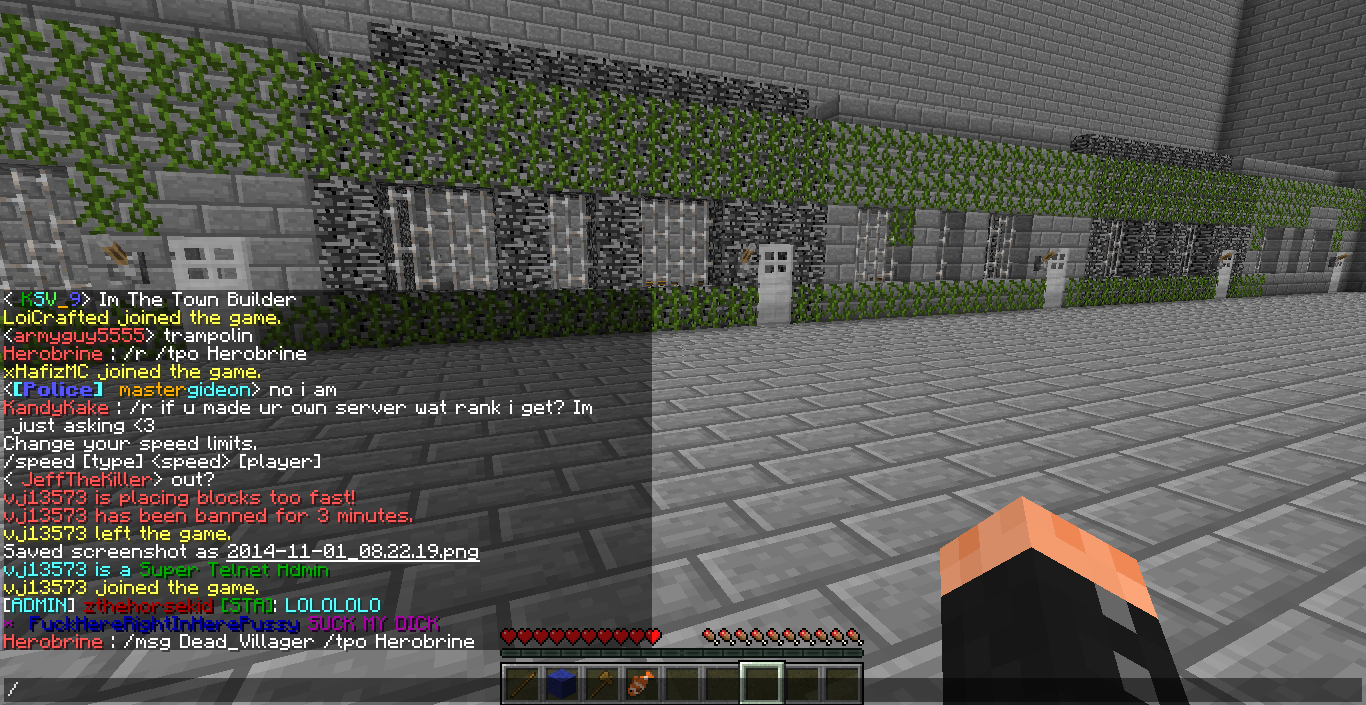 < KSV_9> Im The Town Builder
LoiCrafted joined the game.
<armyguy5555> trampolin
Herobrine : /r /tpo Herobrine
xHafizMC joined the game.
<[Police] mastergideon> no i am
KandyKake : /r if u made ur own server wat rank i get? Im
just asking <3
Change your speed limits.
/speed [type] <speed> [player]
< JeffTheKiller> out?
vj13573 is placing blocks too fast!
vj13573 has been banned for 3 minutes.
vj13573 left the game.
Saved screenshot as 2014-11-01_08.22.19.png
vj13573 is a Super Telnet Admin
vj13573 joined the game.
[ADMIN] zthehorsekid [STA]: LOLOLOLO
* FuckHereRightInHerePussy SUCK MY DICK
Herobrine : /msg Dead_Villager /tpo Herobrine
/